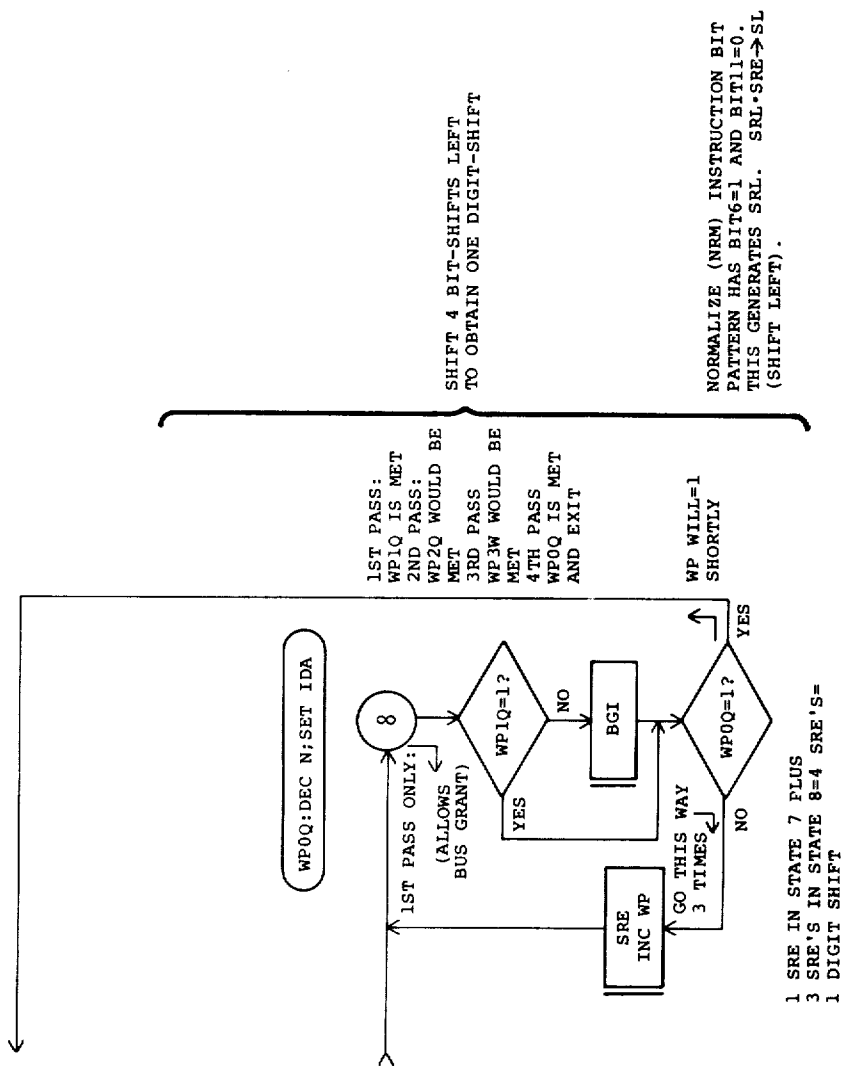 WP0Q:DEC N;SET IDA
8
1ST PASS ONLY:
(ALLOWS
BUS GRANT)
WP1Q=1?
YES
NO
BGI
WP0Q=1?
YES
NO
GO THIS WAY
3 TIMES
SRE
INC WP
1 SRE IN STATE 7 PLUS
3 SRE'S IN STATE 8=4 SRE'S=
1 DIGIT SHIFT
1ST PASS:
WP1Q IS MET
2ND PASS:
WP2Q WOULD BE
MET
3RD PASS
WP3W WOULD BE
MET
4TH PASS
WP0Q IS MET
AND EXIT
WP WILL=1
SHORTLY
SHIFT 4 BIT-SHIFTS LEFT
TO OBTAIN ONE DIGIT-SHIFT
NORMALIZE (NRM) INSTRUCTION BIT
PATTERN HAS BIT6=1 AND BIT11=0.
THIS GENERATES SRL. SRL•SRE→SL
(SHIFT LEFT).